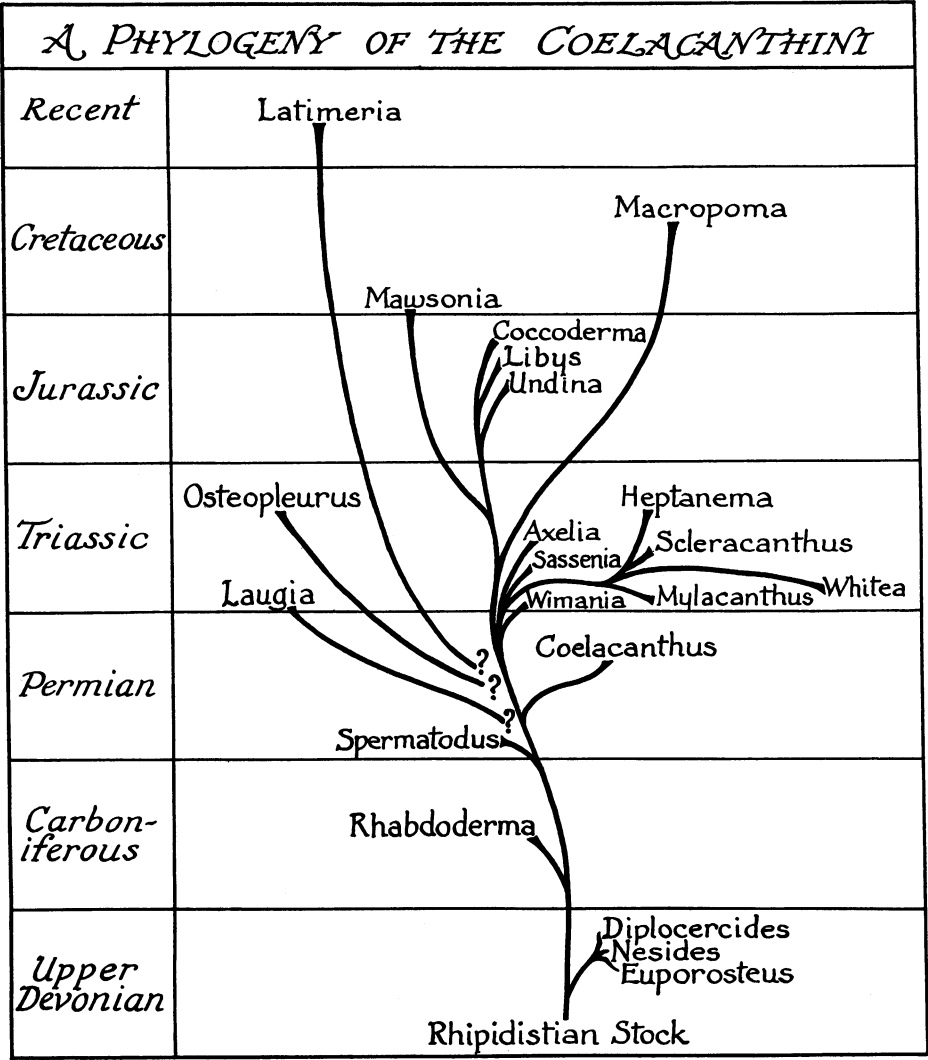 A PHYLOGENY OF THE COELACANTHINI
Recent
Latimeria
Cretaceous
Macropoma
Mawsonia
Jurassic
Coccoderma
Libys
Undina
Triassic
Osteopleurus
Heptanema
Axelia
Scleracanthus
Sassenia
Laugia
Wimania
Mylacanthus
Whitea
Permian
Coelacanthus
?
?
?
Spermatodus
Carbon-
iferous
Rhabdoderma
Upper
Devonian
Diplocercides
Nesides
Euporosteus
Rhipidistian Stock